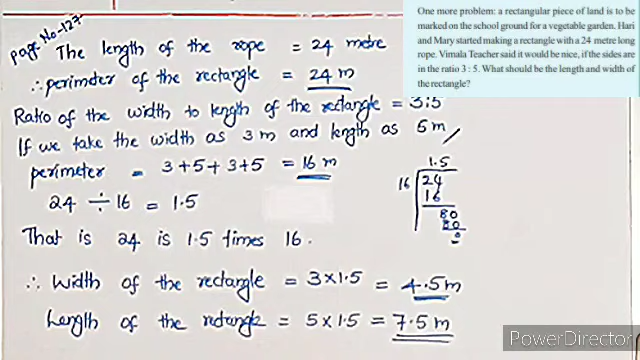 One more problem: a rectangular piece of land is to be
marked on the school ground for a vegetable garden. Hari
and Mary started making a rectangle with a 24 metre long
rope. Vimala Teacher said it would be nice, if the sides are
in the ratio 3 : 5. What should be the length and width of
the rectangle?
page No-127
The length of the rope = 24 metre
∴ perimeter of the rectangle = 24 m
Ratio of the width to length of the rectangle = 3:5
If we take the width as 3 m and length as 5 m,
perimeter = 3+5+3+5 = 16 m
24 ÷ 16 = 1.5
1.5
16 24
16
80
80
0
That is 24 is 1.5 times 16.
∴ Width of the rectangle = 3×1.5 = 4.5 m
Length of the rectangle = 5×1.5 = 7.5 m
PowerDirector